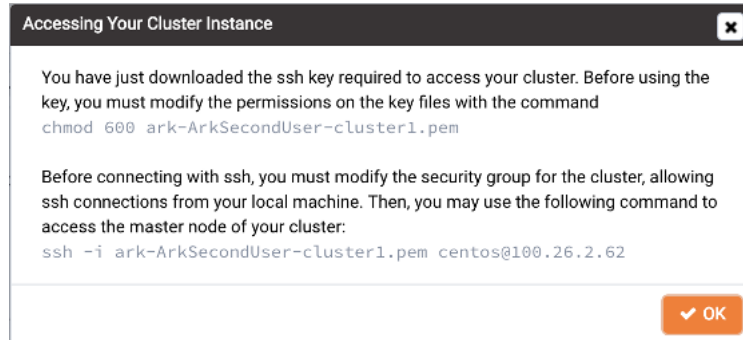 Accessing Your Cluster Instance
You have just downloaded the ssh key required to access your cluster. Before using the
key, you must modify the permissions on the key files with the command
chmod 600 ark-ArkSecondUser-cluster1.pem
Before connecting with ssh, you must modify the security group for the cluster, allowing
ssh connections from your local machine. Then, you may use the following command to
access the master node of your cluster:
ssh -i ark-ArkSecondUser-cluster1.pem centos@100.26.2.62
OK